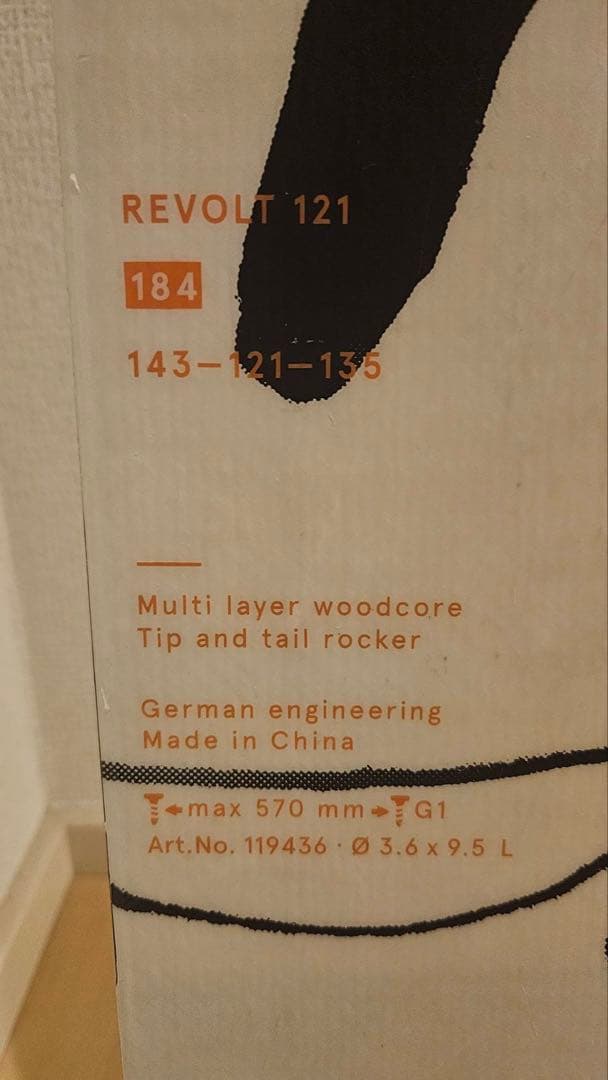 REVOLT 121
184
143–121–135
Multi layer woodcore
Tip and tail rocker
German engineering
Made in China
max 570 mm G1
Art.No. 119436 · Ø 3.6 x 9.5 L